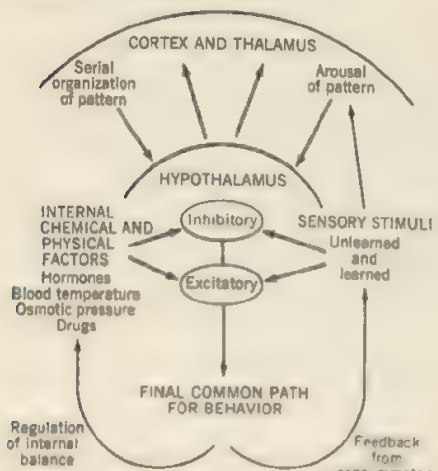 CORTEX AND THALAMUS
Serial
organization
of pattern
Arousal
of pattern
HYPOTHALAMUS
INTERNAL
CHEMICAL AND
PHYSICAL
FACTORS
Hormones
Blood temperature
Osmotic pressure
Drugs
Inhibitory
Excitatory
SENSORY STIMULI
Unlearned
and
learned
FINAL COMMON PATH
FOR BEHAVIOR
Regulation
of internal
balance
Feedback
from